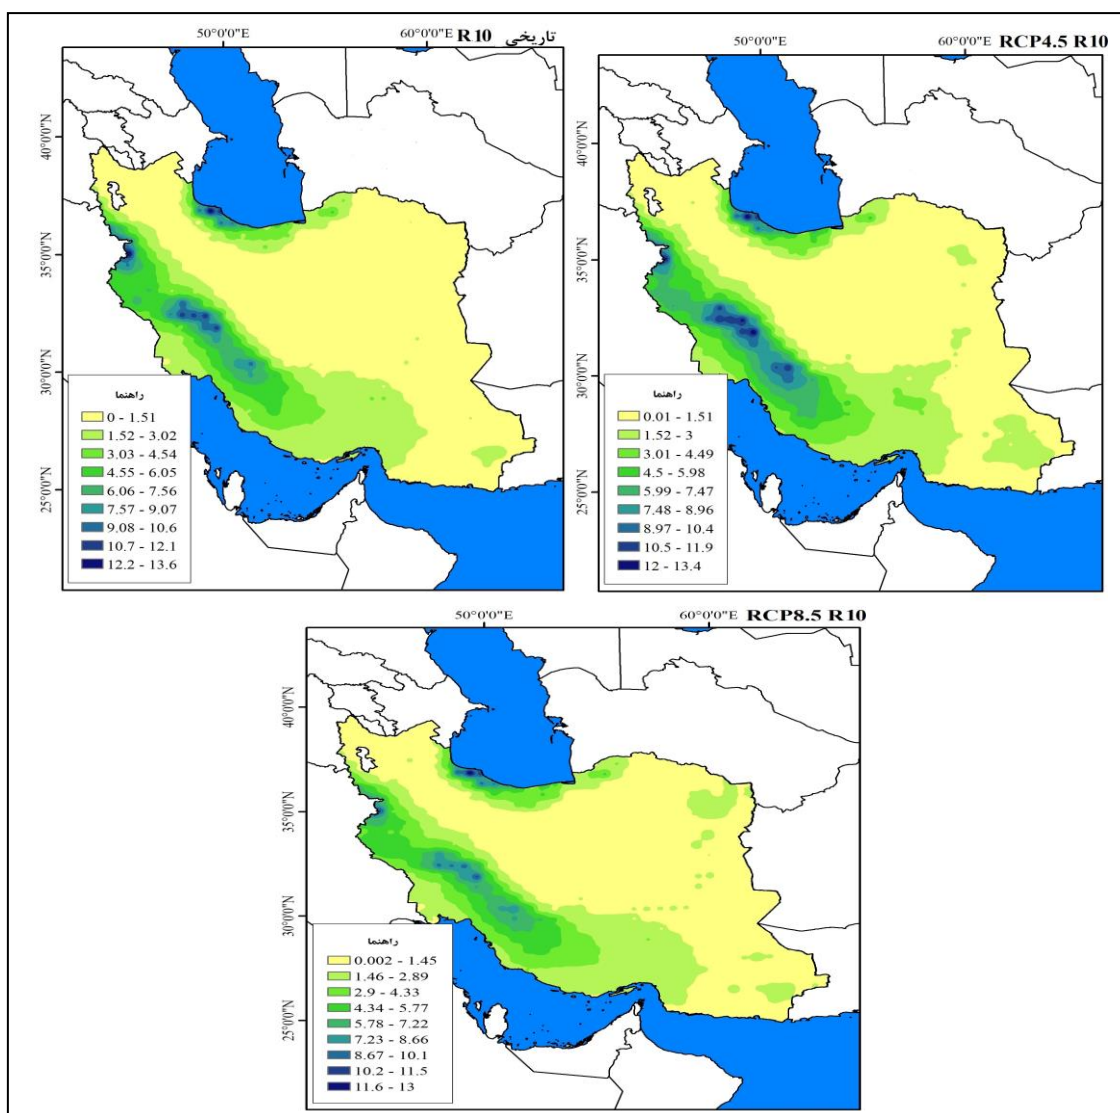 تاریخی R10
50°0'0"E 60°0'0"E
40°0'0"N
35°0'0"N
30°0'0"N
25°0'0"N
راهنما
0 - 1.51
1.52 - 3.02
3.03 - 4.54
4.55 - 6.05
6.06 - 7.56
7.57 - 9.07
9.08 - 10.6
10.7 - 12.1
12.2 - 13.6
RCP4.5 R10
50°0'0"E 60°0'0"E
40°0'0"N
35°0'0"N
30°0'0"N
25°0'0"N
راهنما
0.01 - 1.51
1.52 - 3
3.01 - 4.49
4.5 - 5.98
5.99 - 7.47
7.48 - 8.96
8.97 - 10.4
10.5 - 11.9
12 - 13.4
50°0'0"E 60°0'0"E RCP8.5 R10
40°0'0"N
35°0'0"N
30°0'0"N
25°0'0"N
راهنما
0.002 - 1.45
1.46 - 2.89
2.9 - 4.33
4.34 - 5.77
5.78 - 7.22
7.23 - 8.66
8.67 - 10.1
10.2 - 11.5
11.6 - 13